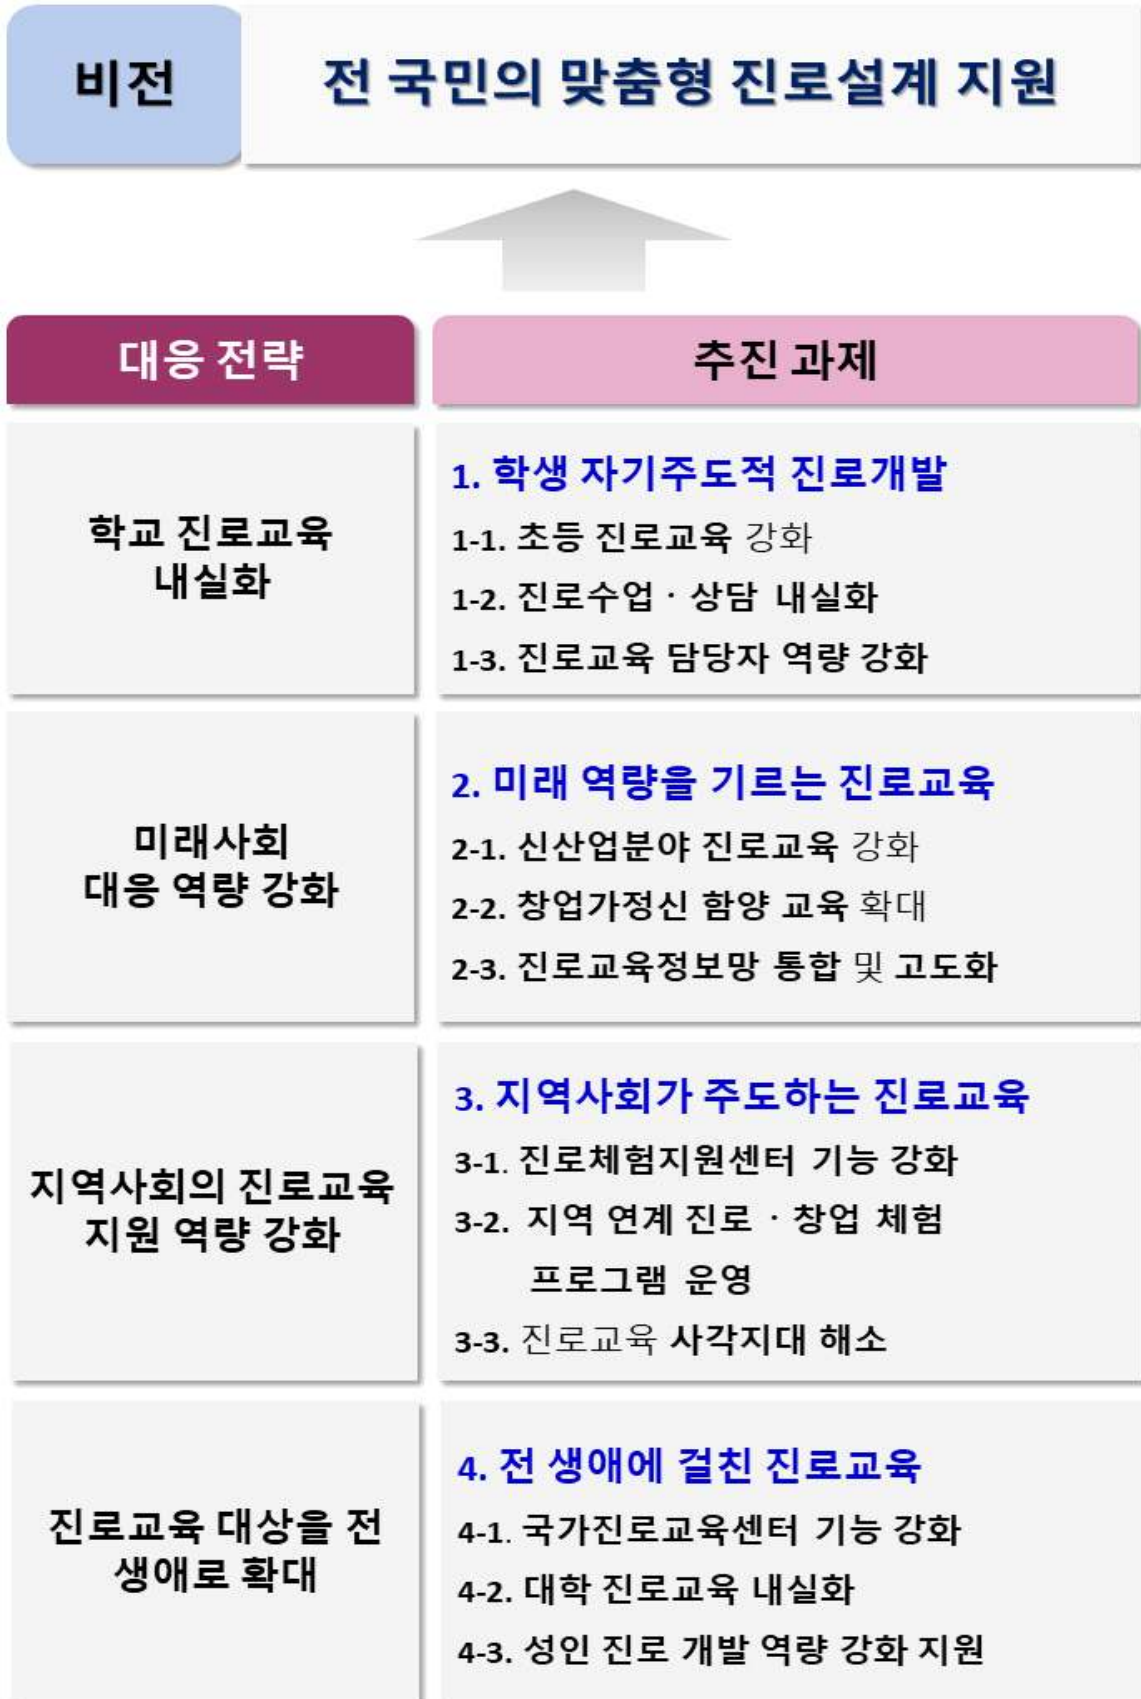 비전
전 국민의 맞춤형 진로설계 지원
대응 전략
추진 과제
학교 진로교육
내실화
1. 학생 자기주도적 진로개발
1-1. 초등 진로교육 강화
1-2. 진로수업 · 상담 내실화
1-3. 진로교육 담당자 역량 강화
미래사회
대응 역량 강화
2. 미래 역량을 기르는 진로교육
2-1. 신산업분야 진로교육 강화
2-2. 창업가정신 함양 교육 확대
2-3. 진로교육정보망 통합 및 고도화
지역사회의 진로교육
지원 역량 강화
3. 지역사회가 주도하는 진로교육
3-1. 진로체험지원센터 기능 강화
3-2. 지역 연계 진로 · 창업 체험
프로그램 운영
3-3. 진로교육 사각지대 해소
진로교육 대상을 전
생애로 확대
4. 전 생애에 걸친 진로교육
4-1. 국가진로교육센터 기능 강화
4-2. 대학 진로교육 내실화
4-3. 성인 진로 개발 역량 강화 지원